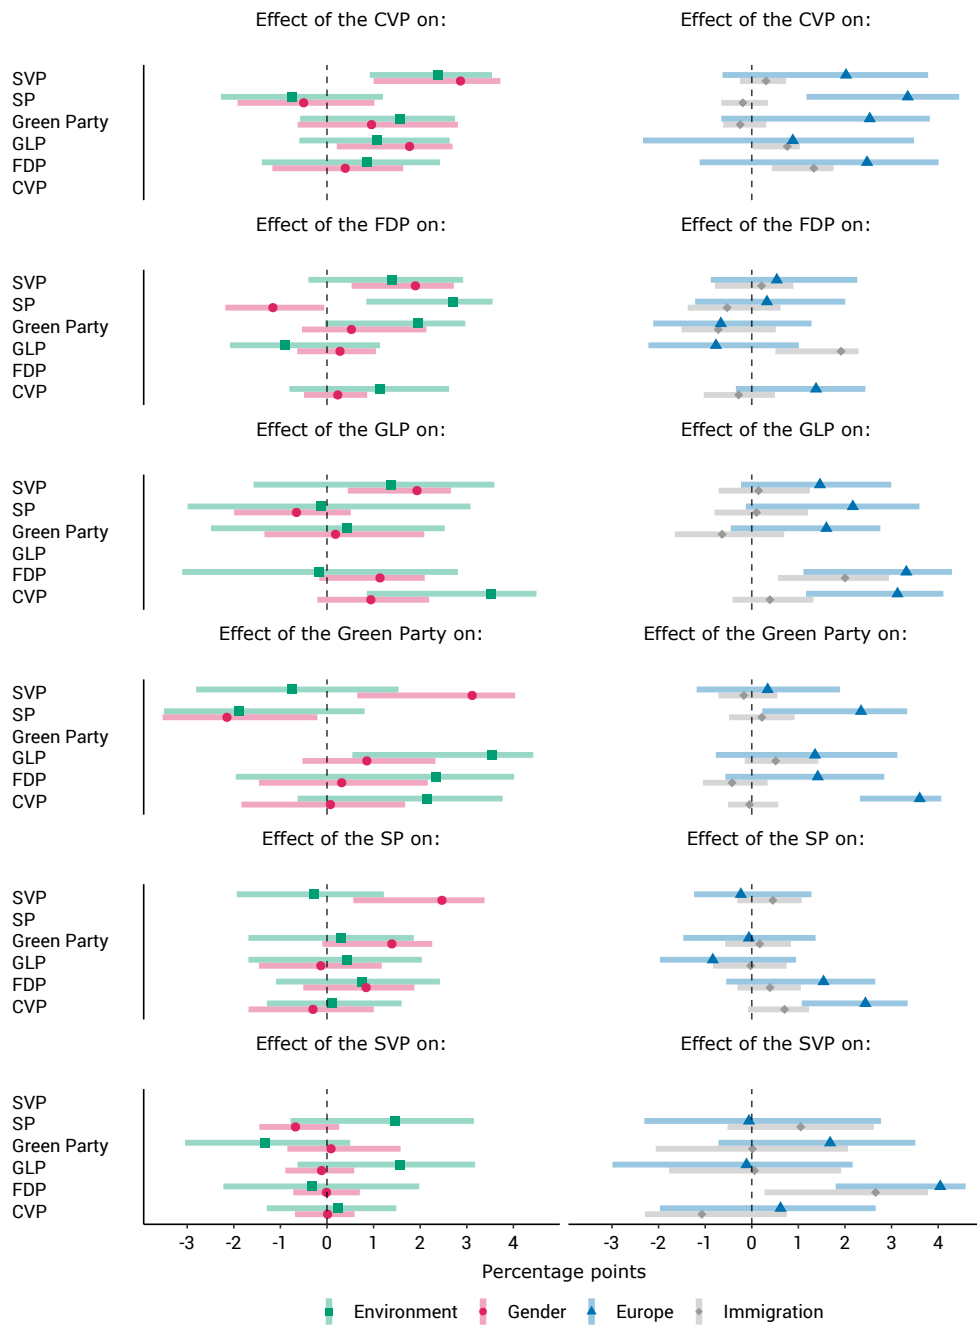 Effect of the CVP on: Effect of the CVP on:
SVP
SP
Green Party
GLP
FDP
CVP
Effect of the FDP on: Effect of the FDP on:
SVP
SP
Green Party
GLP
FDP
CVP
Effect of the GLP on: Effect of the GLP on:
SVP
SP
Green Party
GLP
FDP
CVP
Effect of the Green Party on: Effect of the Green Party on:
SVP
SP
Green Party
GLP
FDP
CVP
Effect of the SP on: Effect of the SP on:
SVP
SP
Green Party
GLP
FDP
CVP
Effect of the SVP on: Effect of the SVP on:
SVP
SP
Green Party
GLP
FDP
CVP
-3 -2 -1 0 1 2 3 4 -3 -2 -1 0 1 2 3 4
Percentage points
Environment Gender Europe Immigration